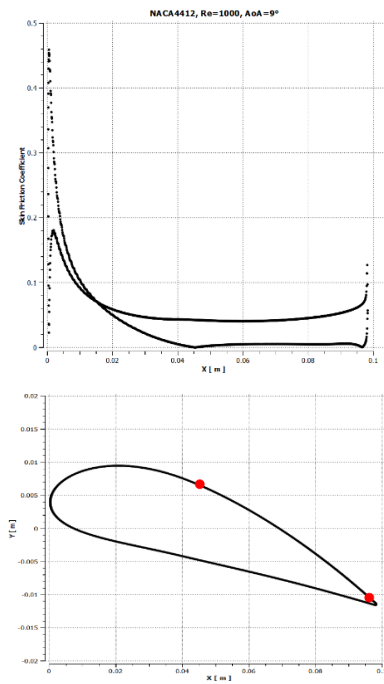 NACA4412, Re=1000, AoA=9°
0.5
0.4
0.3
0.2
0.1
0
Skin Friction Coefficient
0 0.02 0.04 0.06 0.08 0.1
X [ m ]
0.02
0.015
0.01
0.005
0
-0.005
-0.01
-0.015
-0.02
Y [ m ]
0 0.02 0.04 0.06 0.08 0.1
X [ m ]